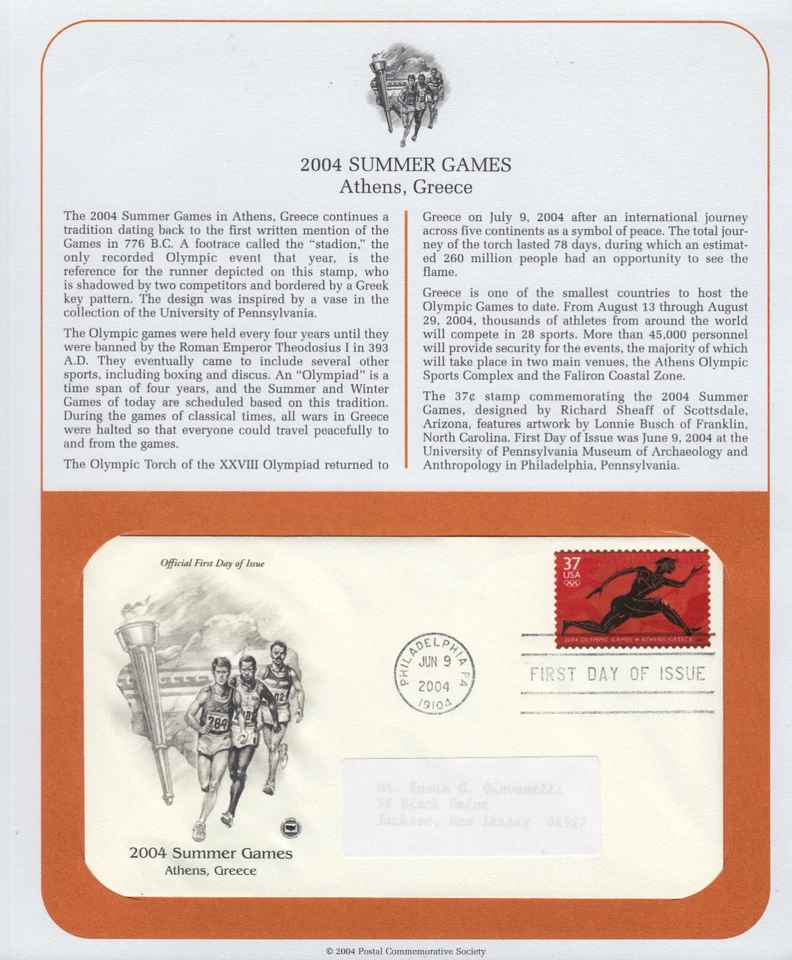 2004 SUMMER GAMES
Athens, Greece
The 2004 Summer Games in Athens, Greece continues a
tradition dating back to the first written mention of the
Games in 776 B.C. A footrace called the “stadion,” the
only recorded Olympic event that year, is the
reference for the runner depicted on this stamp, who
is shadowed by two competitors and bordered by a Greek
key pattern. The design was inspired by a vase in the
collection of the University of Pennsylvania.
The Olympic games were held every four years until they
were banned by the Roman Emperor Theodosius I in 393
A.D. They eventually came to include several other
sports, including boxing and discus. An “Olympiad” is a
time span of four years, and the Summer and Winter
Games of today are scheduled based on this tradition.
During the games of classical times, all wars in Greece
were halted so that everyone could travel peacefully to
and from the games.
The Olympic Torch of the XXVIII Olympiad returned to
Greece on July 9, 2004 after an international journey
across five continents as a symbol of peace. The total jour-
ney of the torch lasted 78 days, during which an estimat-
ed 260 million people had an opportunity to see the
flame.
Greece is one of the smallest countries to host the
Olympic Games to date. From August 13 through August
29, 2004, thousands of athletes from around the world
will compete in 28 sports. More than 45,000 personnel
will provide security for the events, the majority of which
will take place in two main venues, the Athens Olympic
Sports Complex and the Faliron Coastal Zone.
The 37¢ stamp commemorating the 2004 Summer
Games, designed by Richard Sheaff of Scottsdale,
Arizona, features artwork by Lonnie Busch of Franklin,
North Carolina. First Day of Issue was June 9, 2004 at the
University of Pennsylvania Museum of Archaeology and
Anthropology in Philadelphia, Pennsylvania.
Official First Day of Issue
37
USA
2004 OLYMPIC GAMES ATHENS, GREECE
PHILADELPHIA PA
JUN 9
2004
19104
FIRST DAY OF ISSUE
284
Mr. Edwin G. Giovanelli
Jackson, New Jersey 08527
2004 Summer Games
Athens, Greece
© 2004 Postal Commemorative Society